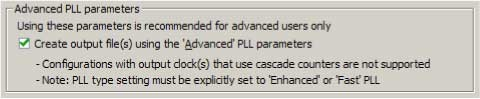 Advanced PLL parameters
Using these parameters is recommended for advanced users only
Create output file(s) using the 'Advanced' PLL parameters
- Configurations with output clock(s) that use cascade counters are not supported
- Note: PLL type setting must be explicitly set to 'Enhanced' or 'Fast' PLL